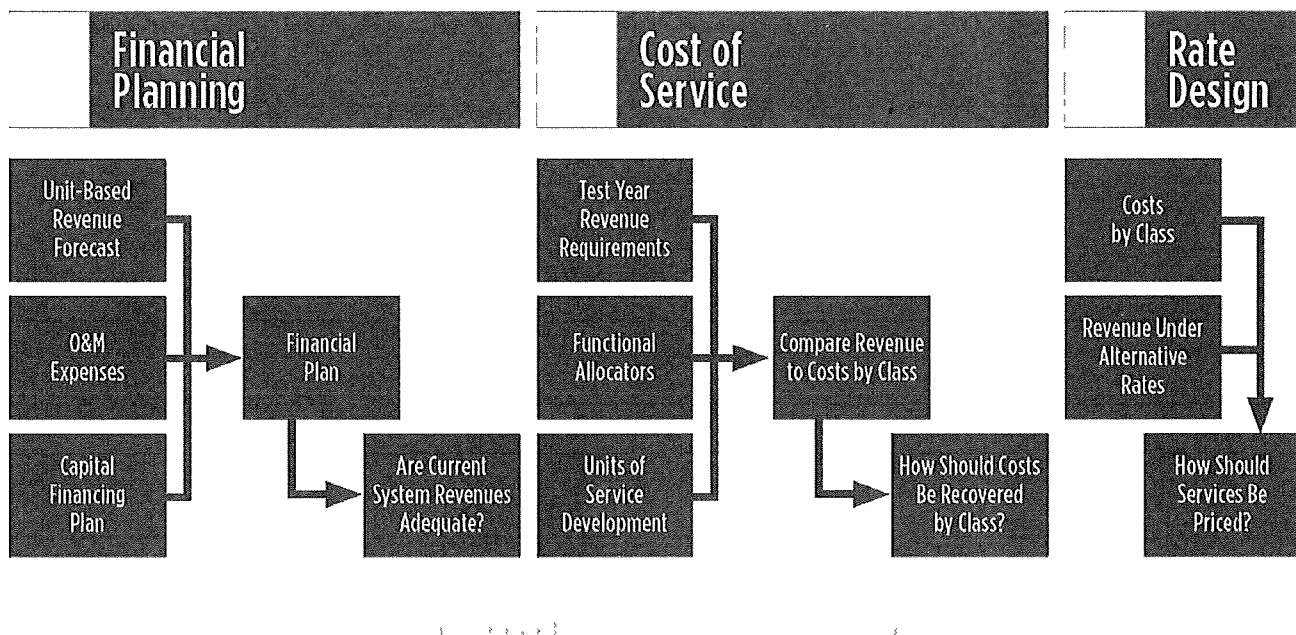 Financial
Planning
Cost of
Service
Rate
Design
Unit-Based
Revenue
Forecast
O&M
Expenses
Capital
Financing
Plan
Financial
Plan
Are Current
System Revenues
Adequate?
Test Year
Revenue
Requirements
Functional
Allocators
Units of
Service
Development
Compare Revenue
to Costs by Class
How Should Costs
Be Recovered
by Class?
Costs
by Class
Revenue Under
Alternative
Rates
How Should
Services Be
Priced?